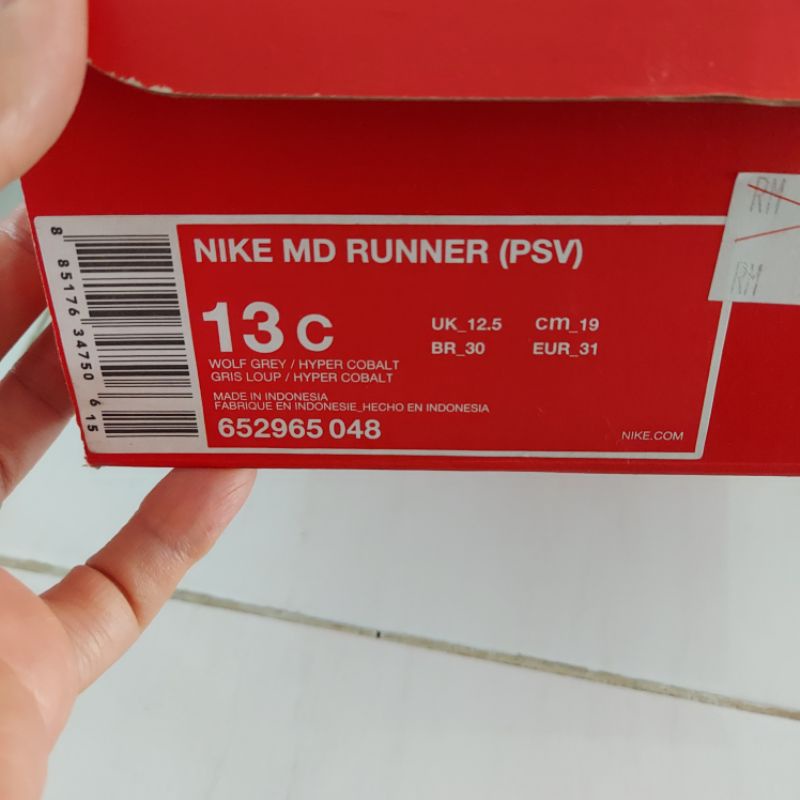 NIKE MD RUNNER (PSV)
13 C
UK_12.5 cm_19
BR_30 EUR_31
WOLF GREY / HYPER COBALT
GRIS LOUP / HYPER COBALT
MADE IN INDONESIA
FABRIQUE EN INDONESIE_HECHO EN INDONESIA
652965 048
NIKE.COM
8 85176 34750 6 15
RM
RM